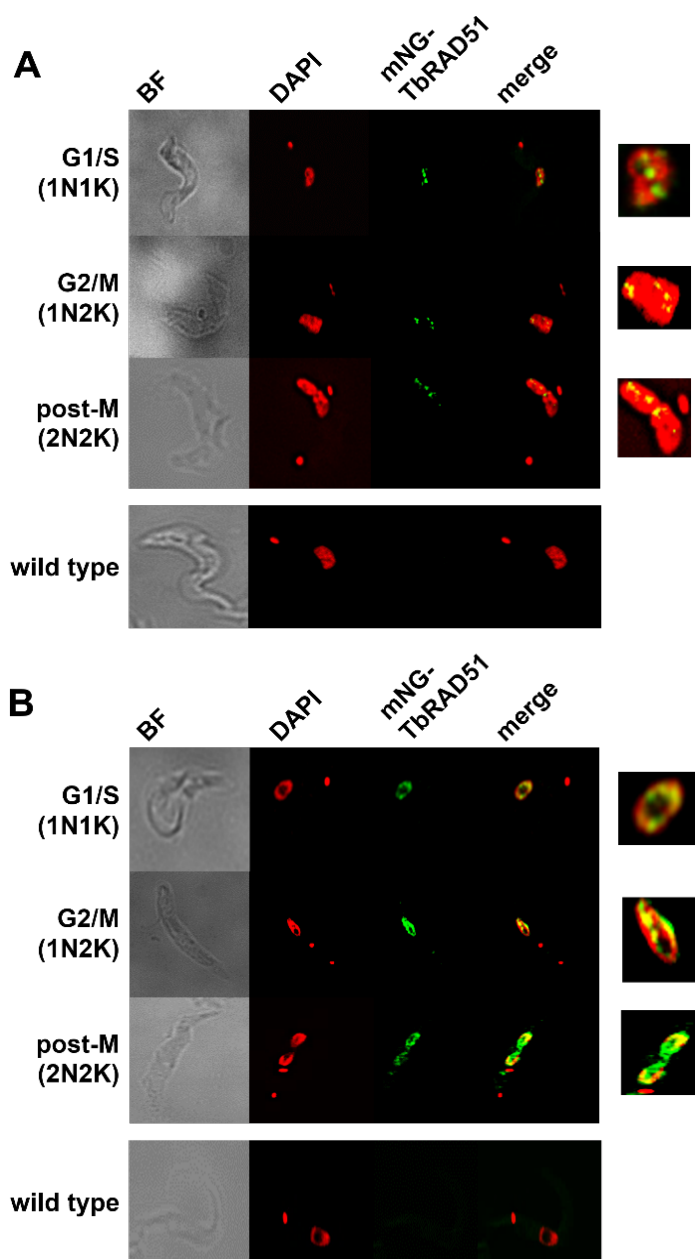 A
BF
DAPI
mNG-
TbRAD51
merge
G1/S
(1N1K)
G2/M
(1N2K)
post-M
(2N2K)
wild type
B
BF
DAPI
mNG-
TbRAD51
merge
G1/S
(1N1K)
G2/M
(1N2K)
post-M
(2N2K)
wild type